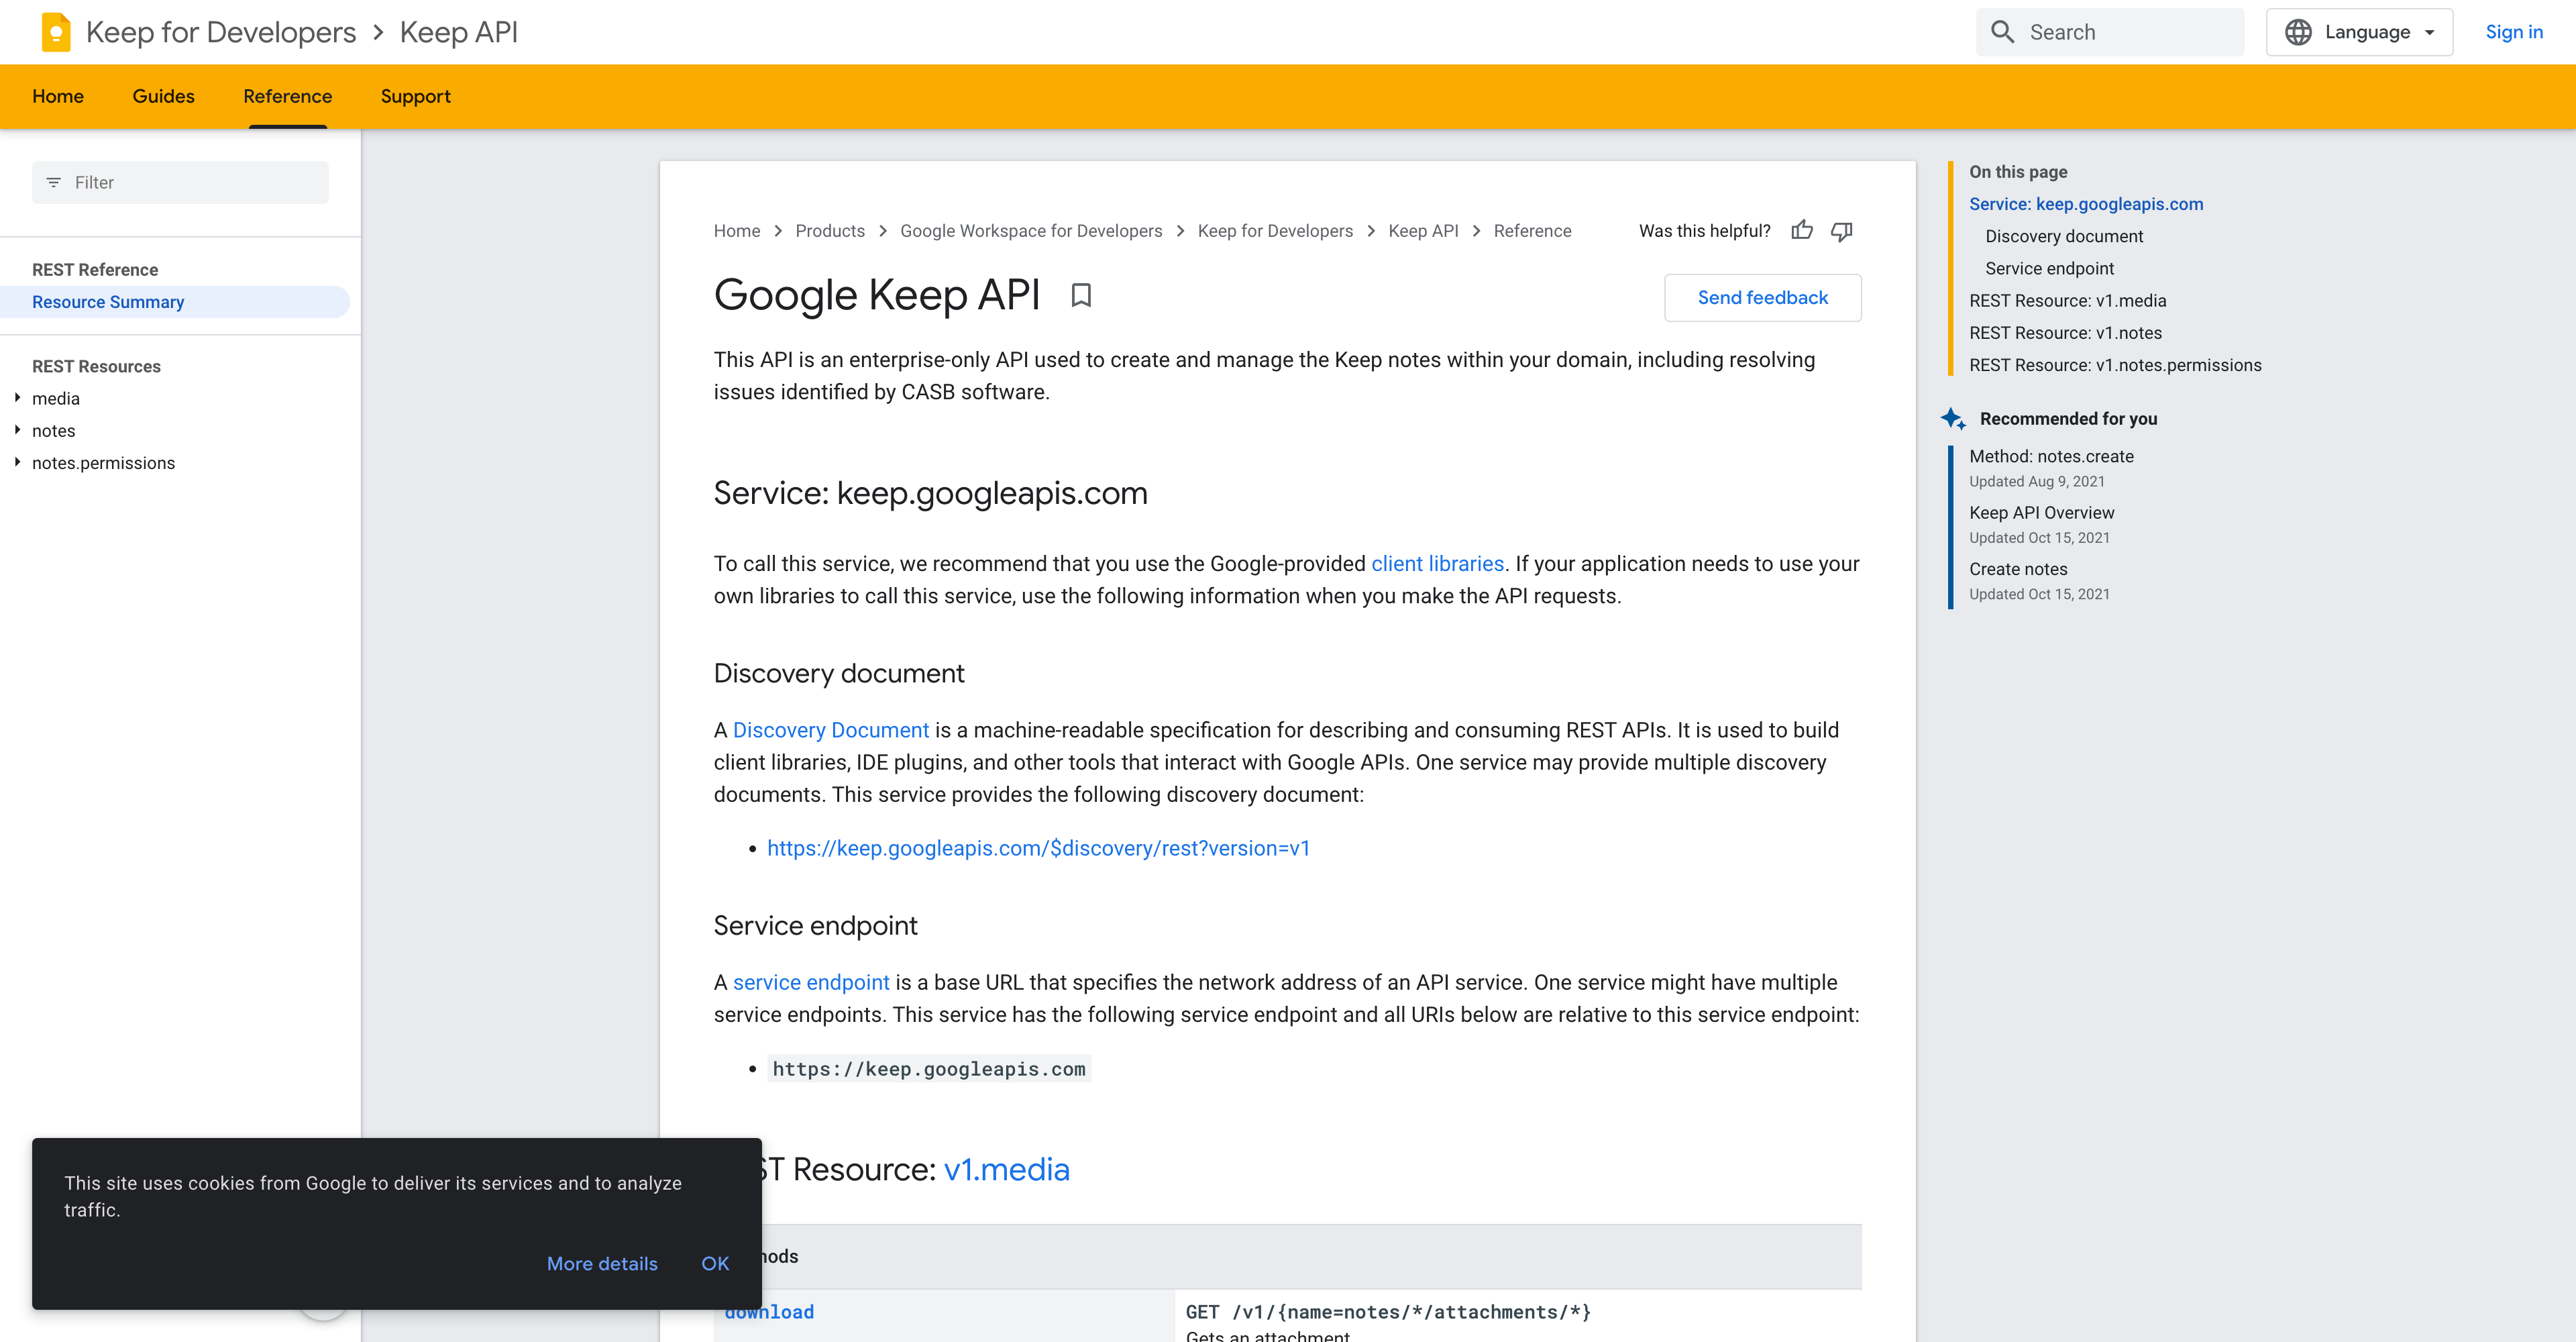 Keep for Developers > Keep API
Search
Language
Sign in
Home
Guides
Reference
Support
Filter
REST Reference
Resource Summary
REST Resources
media
notes
notes.permissions
Home > Products > Google Workspace for Developers > Keep for Developers > Keep API > Reference
Was this helpful?
Google Keep API
Send feedback
This API is an enterprise-only API used to create and manage the Keep notes within your domain, including resolving
issues identified by CASB software.
Service: keep.googleapis.com
To call this service, we recommend that you use the Google-provided client libraries. If your application needs to use your
own libraries to call this service, use the following information when you make the API requests.
Discovery document
A Discovery Document is a machine-readable specification for describing and consuming REST APIs. It is used to build
client libraries, IDE plugins, and other tools that interact with Google APIs. One service may provide multiple discovery
documents. This service provides the following discovery document:
• https://keep.googleapis.com/$discovery/rest?version=v1
Service endpoint
A service endpoint is a base URL that specifies the network address of an API service. One service might have multiple
service endpoints. This service has the following service endpoint and all URIs below are relative to this service endpoint:
• https://keep.googleapis.com
ST Resource: v1.media
download
GET /v1/{name=notes/*/attachments/*}
Gets an attachment
On this page
Service: keep.googleapis.com
Discovery document
Service endpoint
REST Resource: v1.media
REST Resource: v1.notes
REST Resource: v1.notes.permissions
Recommended for you
Method: notes.create
Updated Aug 9, 2021
Keep API Overview
Updated Oct 15, 2021
Create notes
Updated Oct 15, 2021
This site uses cookies from Google to deliver its services and to analyze
traffic.
More details
OK